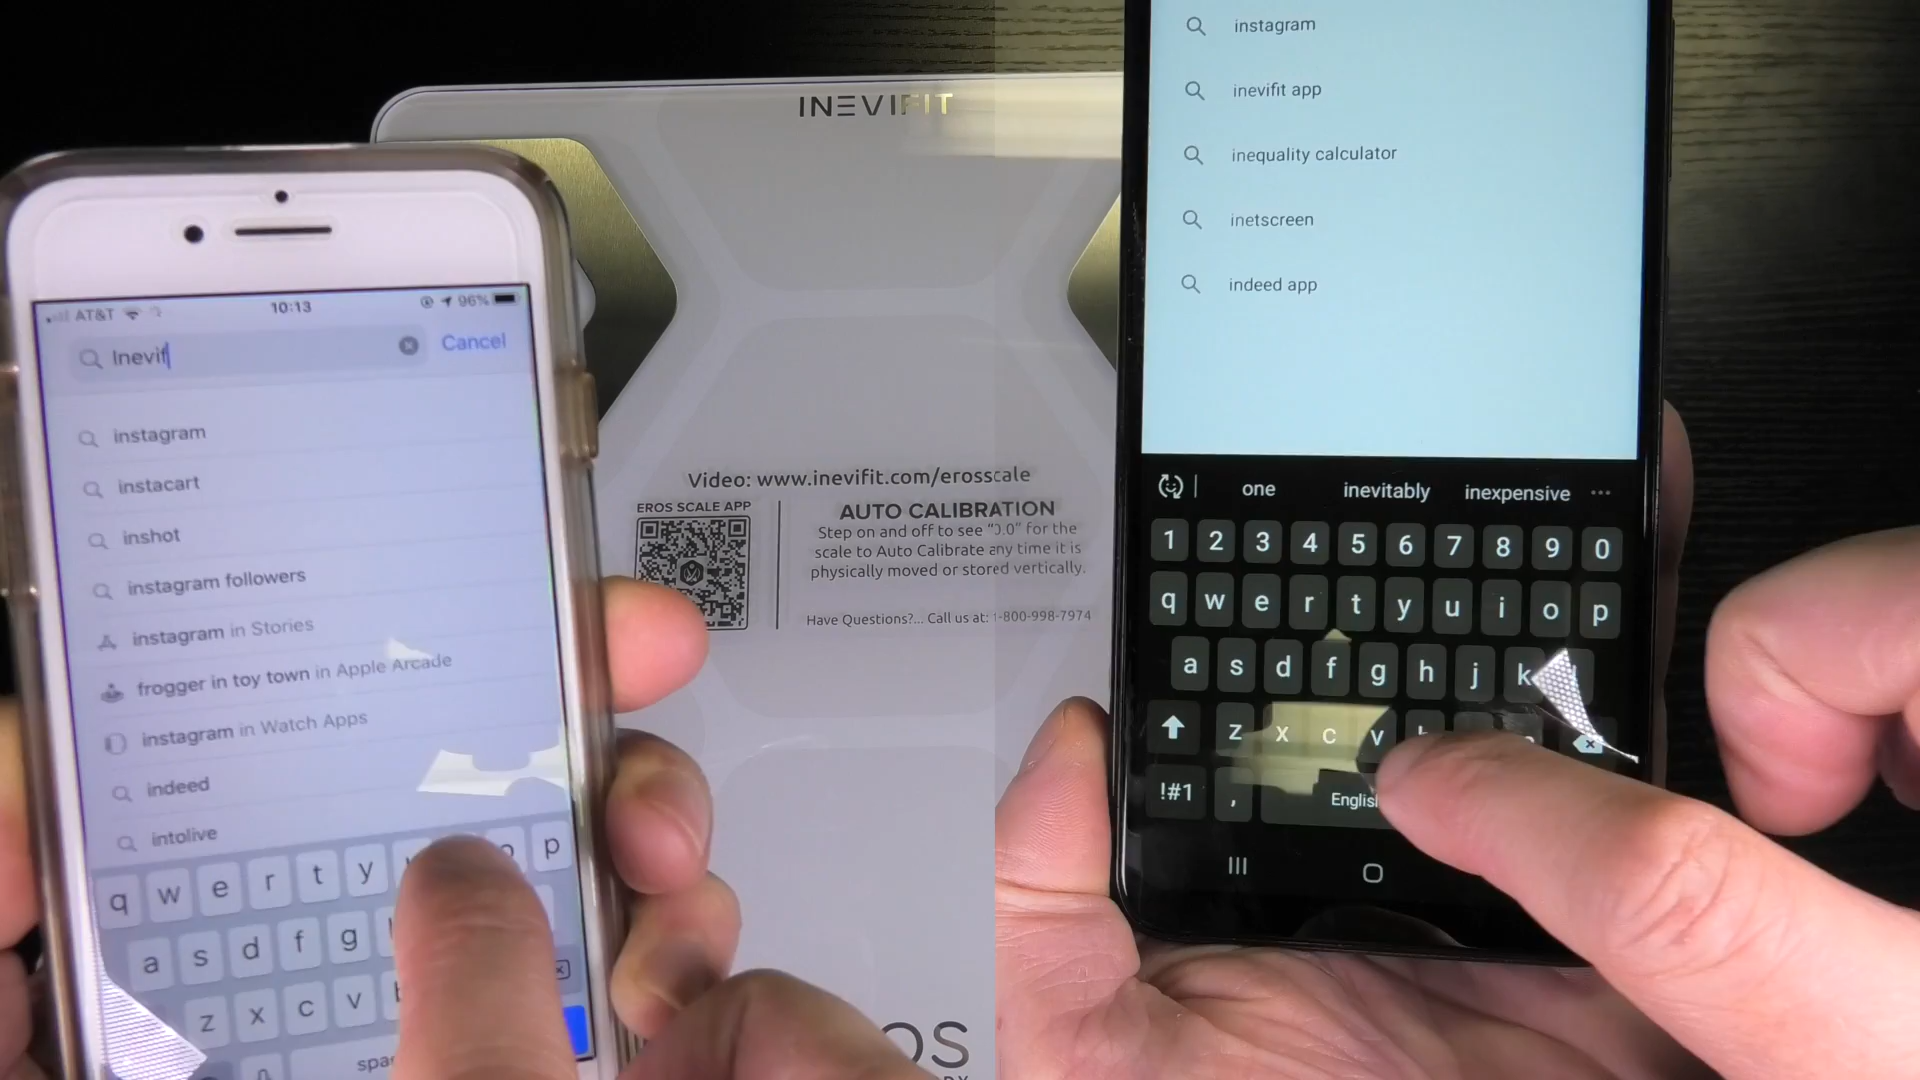 INEVIFIT
AT&T 10:13 96%
Inevif Cancel
instagram
instacart
inshot
instagram followers
instagram in Stories
frogger in toy town in Apple Arcade
instagram in Watch Apps
indeed
intolive
q w e r t y p
a s d f g
z x c v
Video: www.inevifit.com/erosscale
EROS SCALE APP
AUTO CALIBRATION
Step on and off to see "0.0" for the
scale to Auto Calibrate any time it is
physically moved or stored vertically.
Have Questions?... Call us at: 1-800-998-7974
instagram
inevifit app
inequality calculator
inetscreen
indeed app
one inevitably inexpensive
1 2 3 4 5 6 7 8 9 0
q w e r t y u i o p
a s d f g h j k
z x c v
!#1 ,